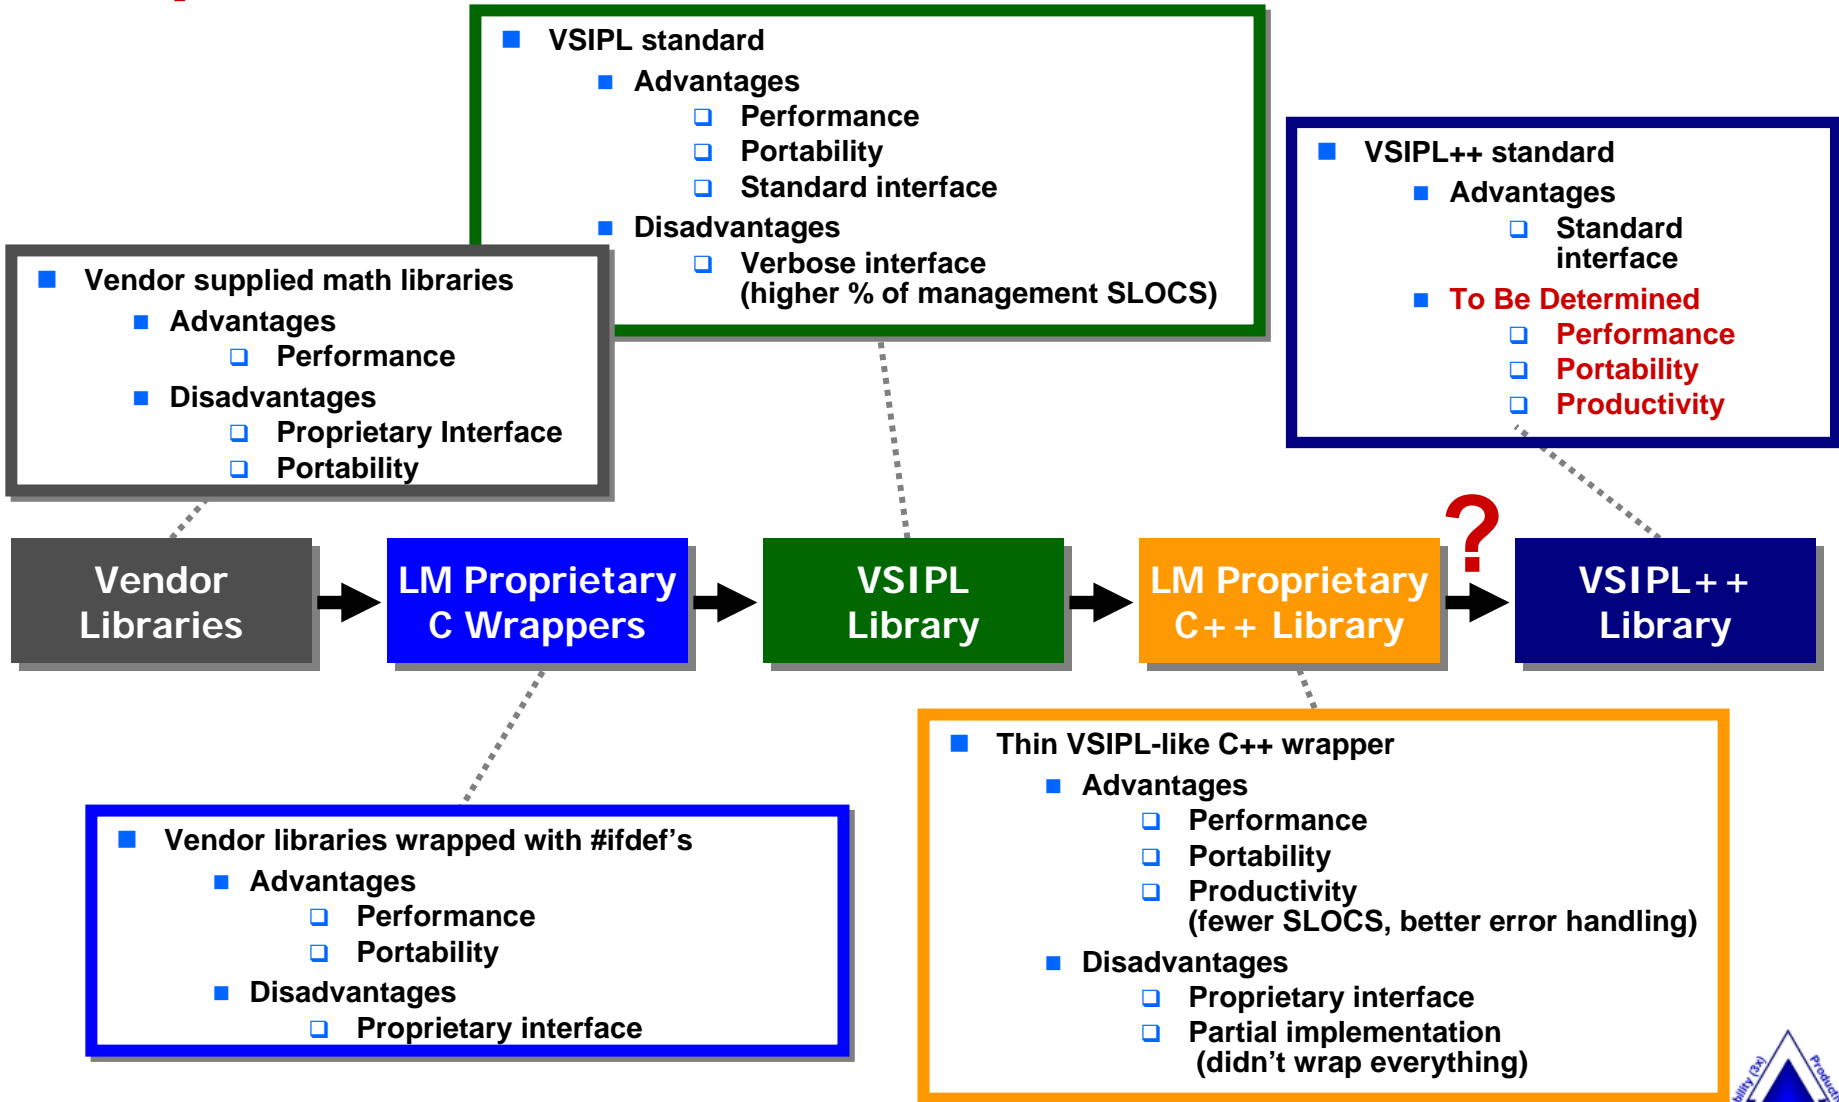 VSIPL standard
Advantages
Performance
Portability
Standard interface
Disadvantages
Verbose interface
(higher % of management SLOCS)
VSIPL++ standard
Advantages
Standard
interface
To Be Determined
Performance
Portability
Productivity
Vendor supplied math libraries
Advantages
Performance
Disadvantages
Proprietary Interface
Portability
Vendor
Libraries
LM Proprietary
C Wrappers
VSIPL
Library
LM Proprietary
C++ Library
?
VSIPL++
Library
Vendor libraries wrapped with #ifdef's
Advantages
Performance
Portability
Disadvantages
Proprietary interface
Thin VSIPL-like C++ wrapper
Advantages
Performance
Portability
Productivity
(fewer SLOCS, better error handling)
Disadvantages
Proprietary interface
Partial implementation
(didn't wrap everything)
(3x)